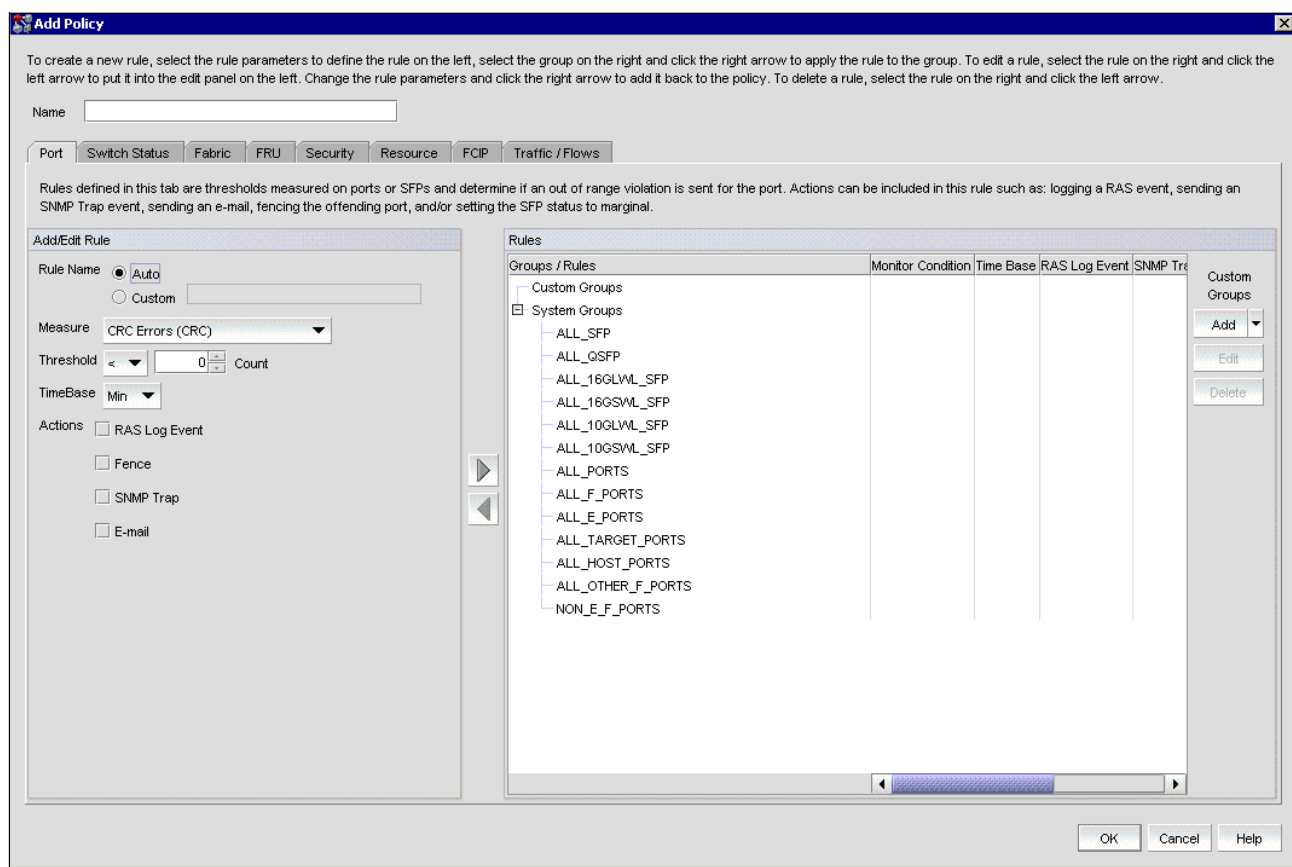 Add Policy
To create a new rule, select the rule parameters to define the rule on the left, select the group on the right and click the right arrow to apply the rule to the group. To edit a rule, select the rule on the right and click the
left arrow to put it into the edit panel on the left. Change the rule parameters and click the right arrow to add it back to the policy. To delete a rule, select the rule on the right and click the left arrow.
Name
Port Switch Status Fabric FRU Security Resource FCIP Traffic / Flows
Rules defined in this tab are thresholds measured on ports or SFPs and determine if an out of range violation is sent for the port. Actions can be included in this rule such as: logging a RAS event, sending an
SNMP Trap event, sending an e-mail, fencing the offending port, and/or setting the SFP status to marginal.
Add/Edit Rule
Rule Name Auto
Custom
Measure CRC Errors (CRC)
Threshold < 0 Count
TimeBase Min
Actions RAS Log Event
Fence
SNMP Trap
E-mail
Rules
Groups / Rules Monitor Condition Time Base RAS Log Event SNMP Tra
Custom Groups
System Groups
ALL_SFP
ALL_QSFP
ALL_16GLWL_SFP
ALL_16GSWL_SFP
ALL_10GLWL_SFP
ALL_10GSWL_SFP
ALL_PORTS
ALL_F_PORTS
ALL_E_PORTS
ALL_TARGET_PORTS
ALL_HOST_PORTS
ALL_OTHER_F_PORTS
NON_E_F_PORTS
Custom
Groups
Add
Edit
Delete
OK Cancel Help